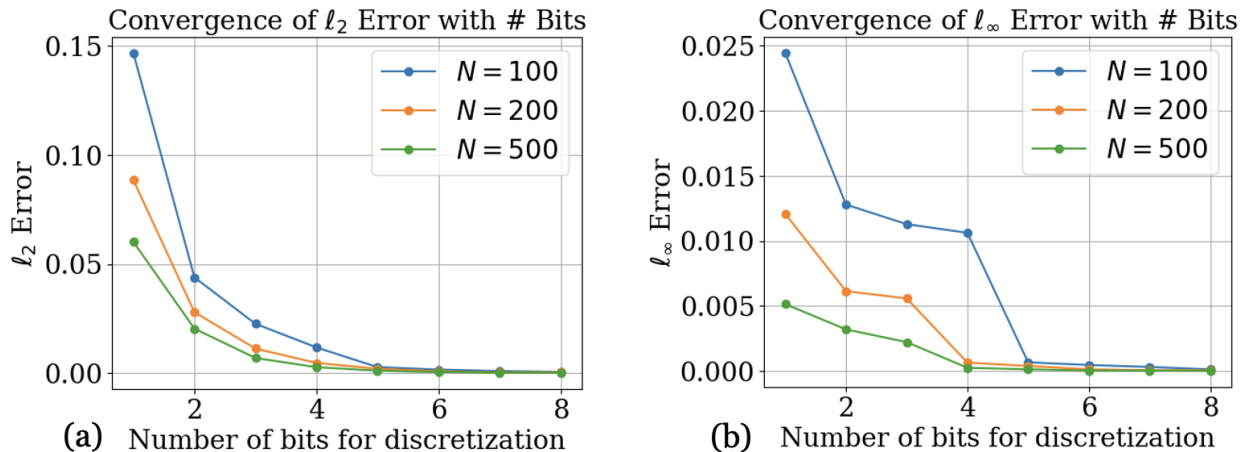 Convergence of ℓ₂ Error with # Bits
0.15
0.10
0.05
0.00
ℓ₂ Error
N = 100
N = 200
N = 500
2 4 6 8
(a) Number of bits for discretization
Convergence of ℓ∞ Error with # Bits
0.025
0.020
0.015
0.010
0.005
0.000
ℓ∞ Error
N = 100
N = 200
N = 500
2 4 6 8
(b) Number of bits for discretization